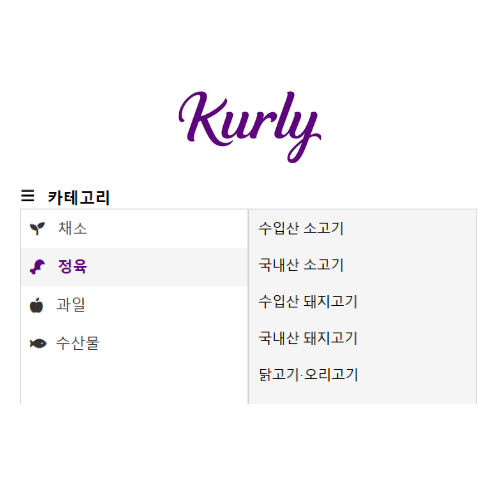 Kurly
카테고리
채소
정육
과일
수산물
수입산 소고기
국내산 소고기
수입산 돼지고기
국내산 돼지고기
닭고기·오리고기